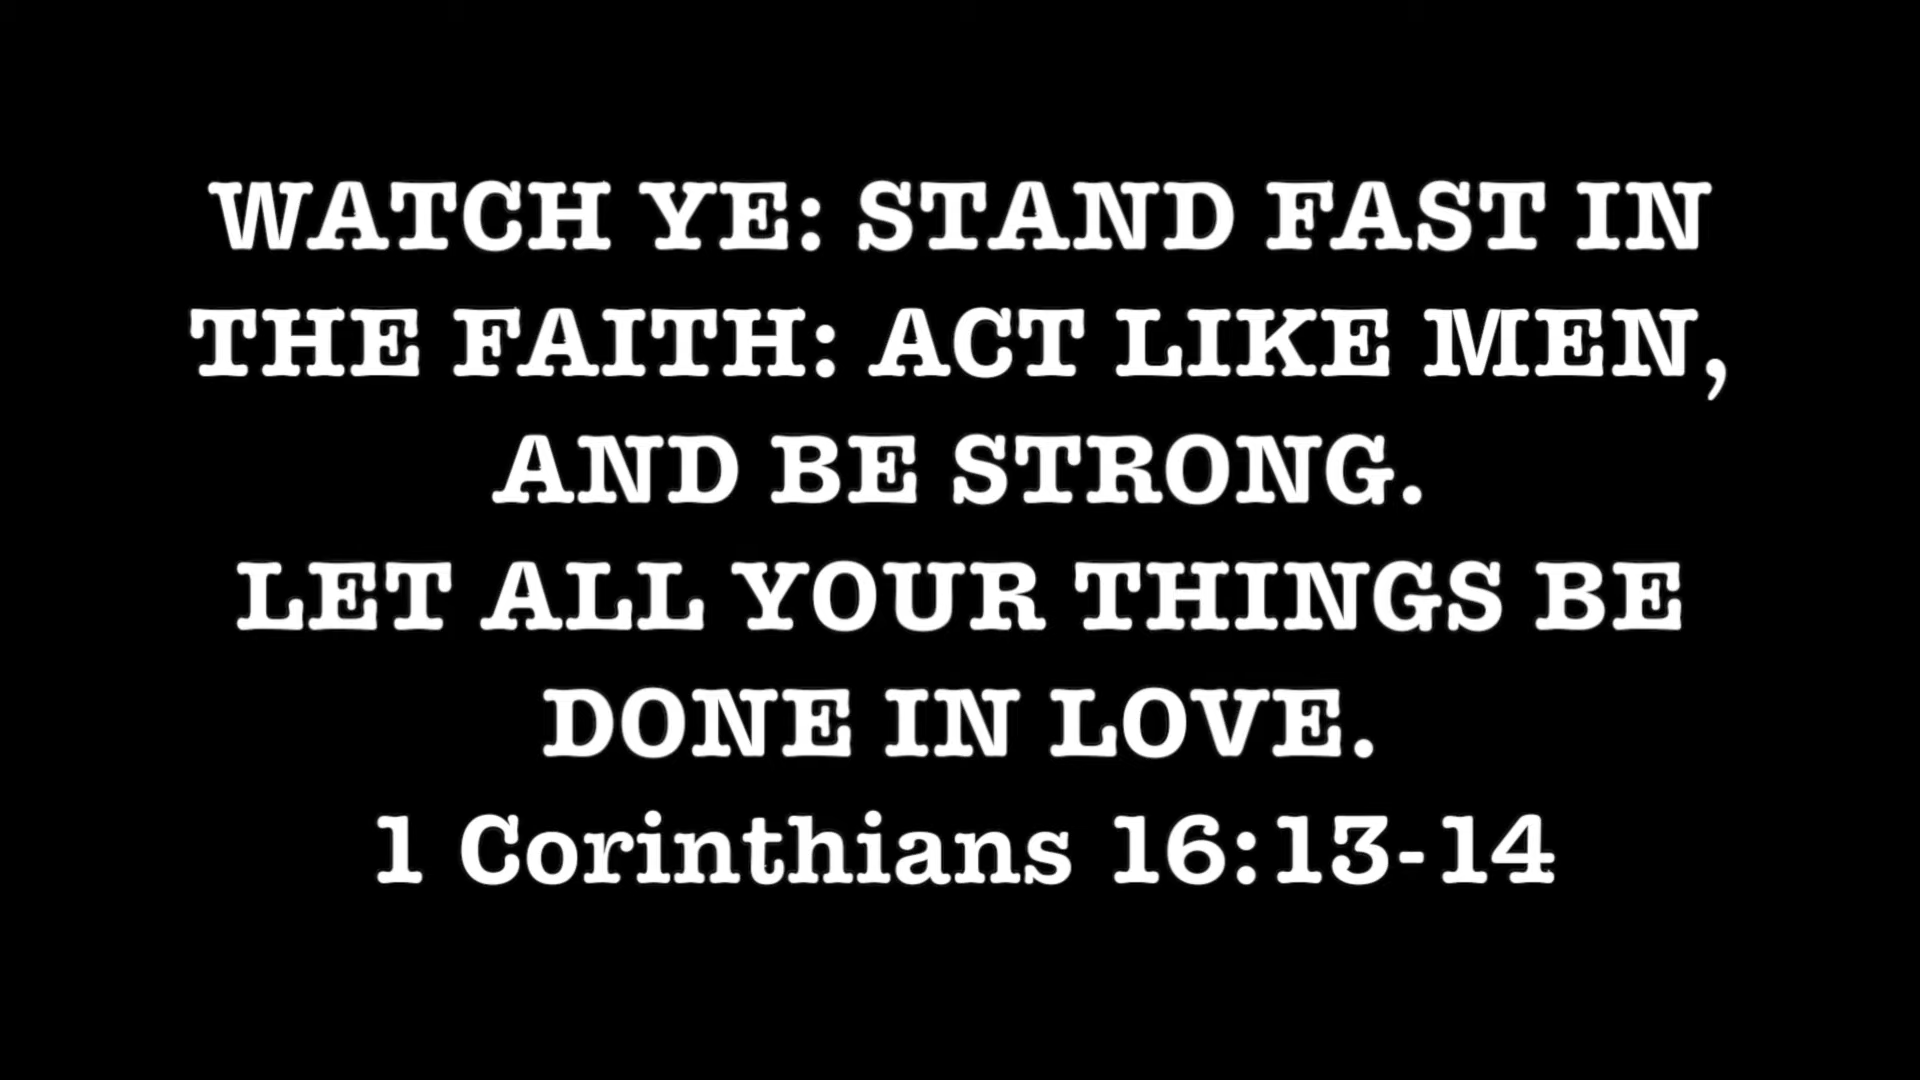 WATCH YE: STAND FAST IN
THE FAITH: ACT LIKE MEN,
AND BE STRONG.
LET ALL YOUR THINGS BE
DONE IN LOVE.
1 Corinthians 16:13-14